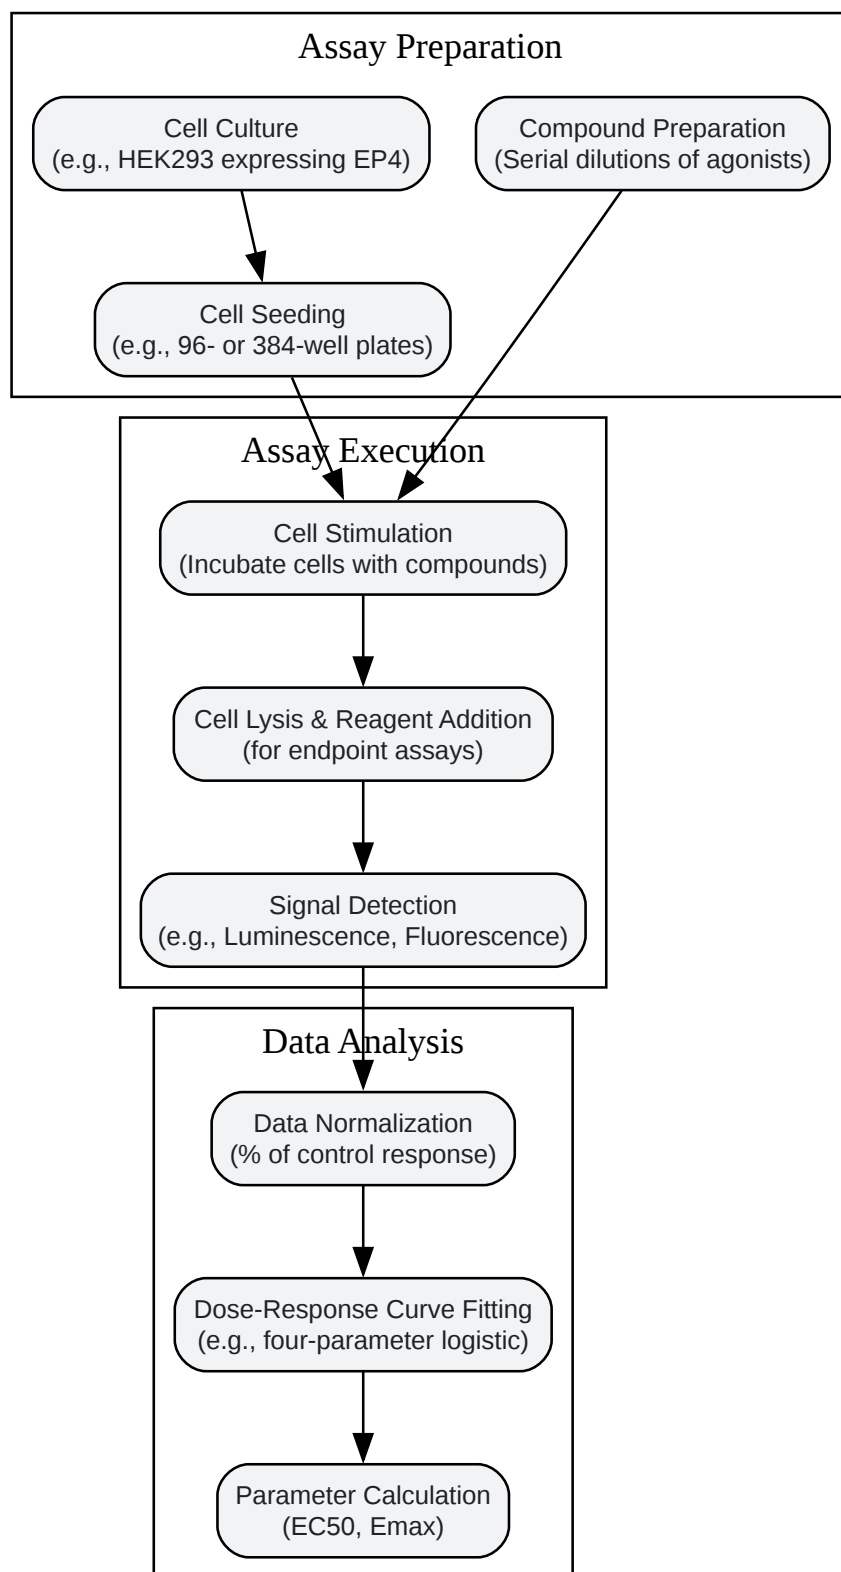 Assay Preparation
Cell Culture
(e.g., HEK293 expressing EP4)
Compound Preparation
(Serial dilutions of agonists)
Cell Seeding
(e.g., 96- or 384-well plates)
Assay Execution
Cell Stimulation
(Incubate cells with compounds)
Cell Lysis & Reagent Addition
(for endpoint assays)
Signal Detection
(e.g., Luminescence, Fluorescence)
Data Analysis
Data Normalization
(% of control response)
Dose-Response Curve Fitting
(e.g., four-parameter logistic)
Parameter Calculation
(EC50, Emax)